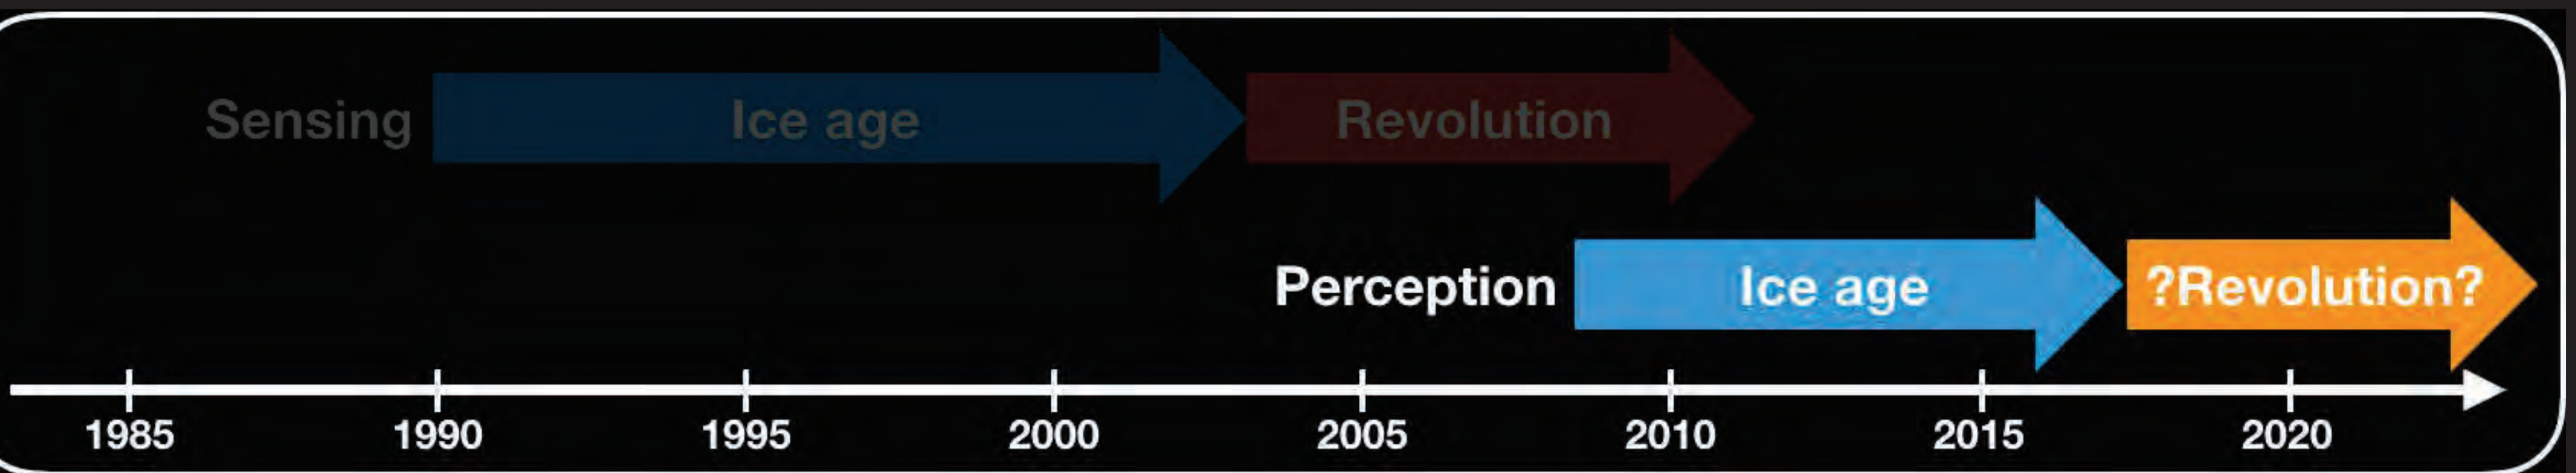 Sensing Ice age Revolution
Perception Ice age ?Revolution?
1985 1990 1995 2000 2005 2010 2015 2020